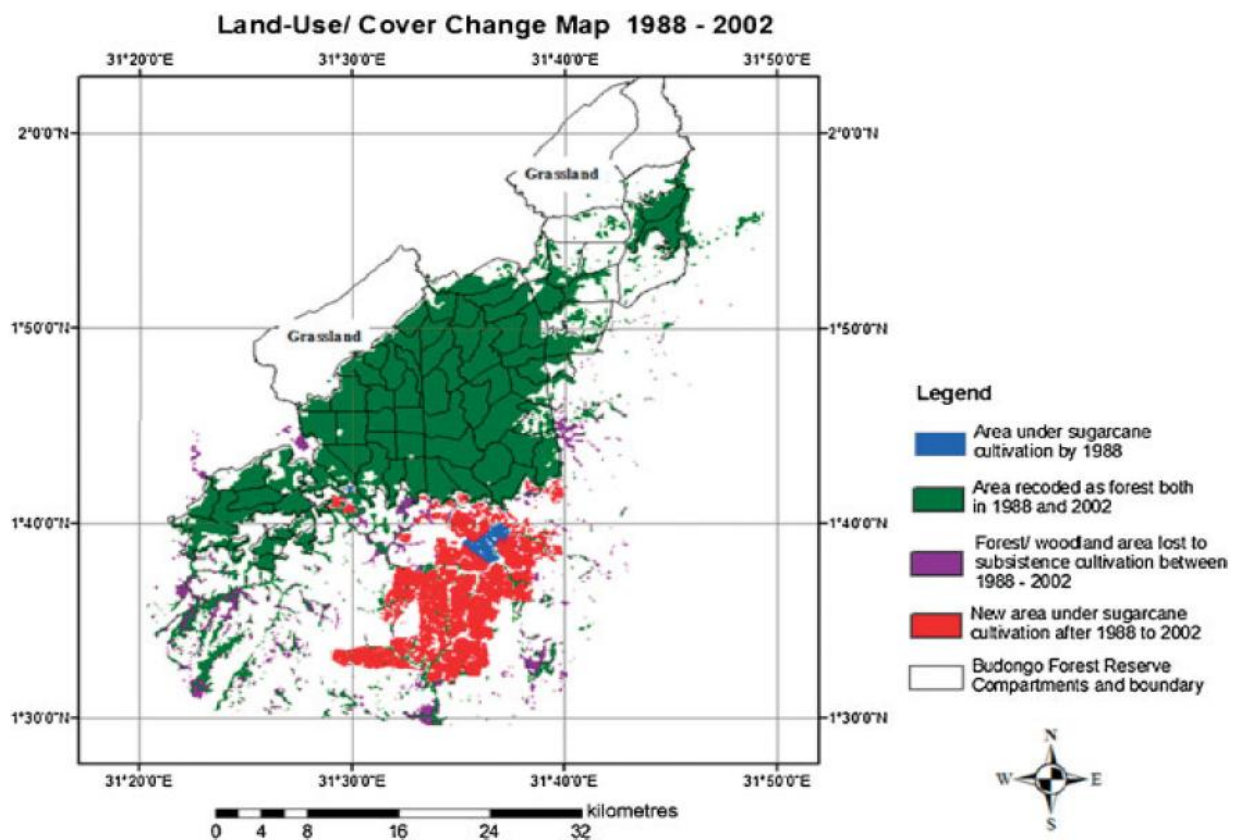 Land-Use/ Cover Change Map 1988 - 2002
31°20'0"E 31°30'0"E 31°40'0"E 31°50'0"E
2°0'0"N 2°0'0"N
Grassland
1°50'0"N 1°50'0"N
Grassland
1°40'0"N 1°40'0"N
1°30'0"N 1°30'0"N
31°20'0"E 31°30'0"E 31°40'0"E 31°50'0"E
kilometres
0 4 8 16 24 32
Legend
Area under sugarcane
cultivation by 1988
Area recoded as forest both
in 1988 and 2002
Forest/ woodland area lost to
subsistence cultivation between
1988 - 2002
New area under sugarcane
cultivation after 1988 to 2002
Budongo Forest Reserve
Compartments and boundary
N
W E
S